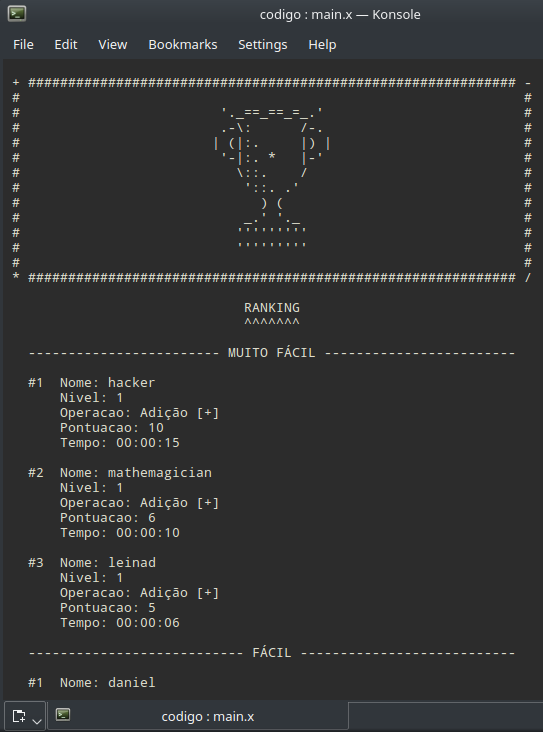 codigo : main.x — Konsole
File Edit View Bookmarks Settings Help
+ ############################################################# -
#                                                               #
#                         '._==_==_=_.'                         #
#                         .-\:      /-.                         #
#                        | (|:.     |) |                        #
#                         '-|:. *   |-'                         #
#                           \::.    /                           #
#                            '::. .'                            #
#                              ) (                              #
#                            _.' '._                            #
#                           '''''''''                           #
#                           '''''''''                           #
#                                                               #
* ############################################################# /
RANKING
^^^^^^^
------------------------ MUITO FÁCIL ------------------------
#1 Nome: hacker
Nivel: 1
Operacao: Adição [+]
Pontuacao: 10
Tempo: 00:00:15
#2 Nome: mathemagician
Nivel: 1
Operacao: Adição [+]
Pontuacao: 6
Tempo: 00:00:10
#3 Nome: leinad
Nivel: 1
Operacao: Adição [+]
Pontuacao: 5
Tempo: 00:00:06
--------------------------- FÁCIL ---------------------------
#1 Nome: daniel
codigo : main.x